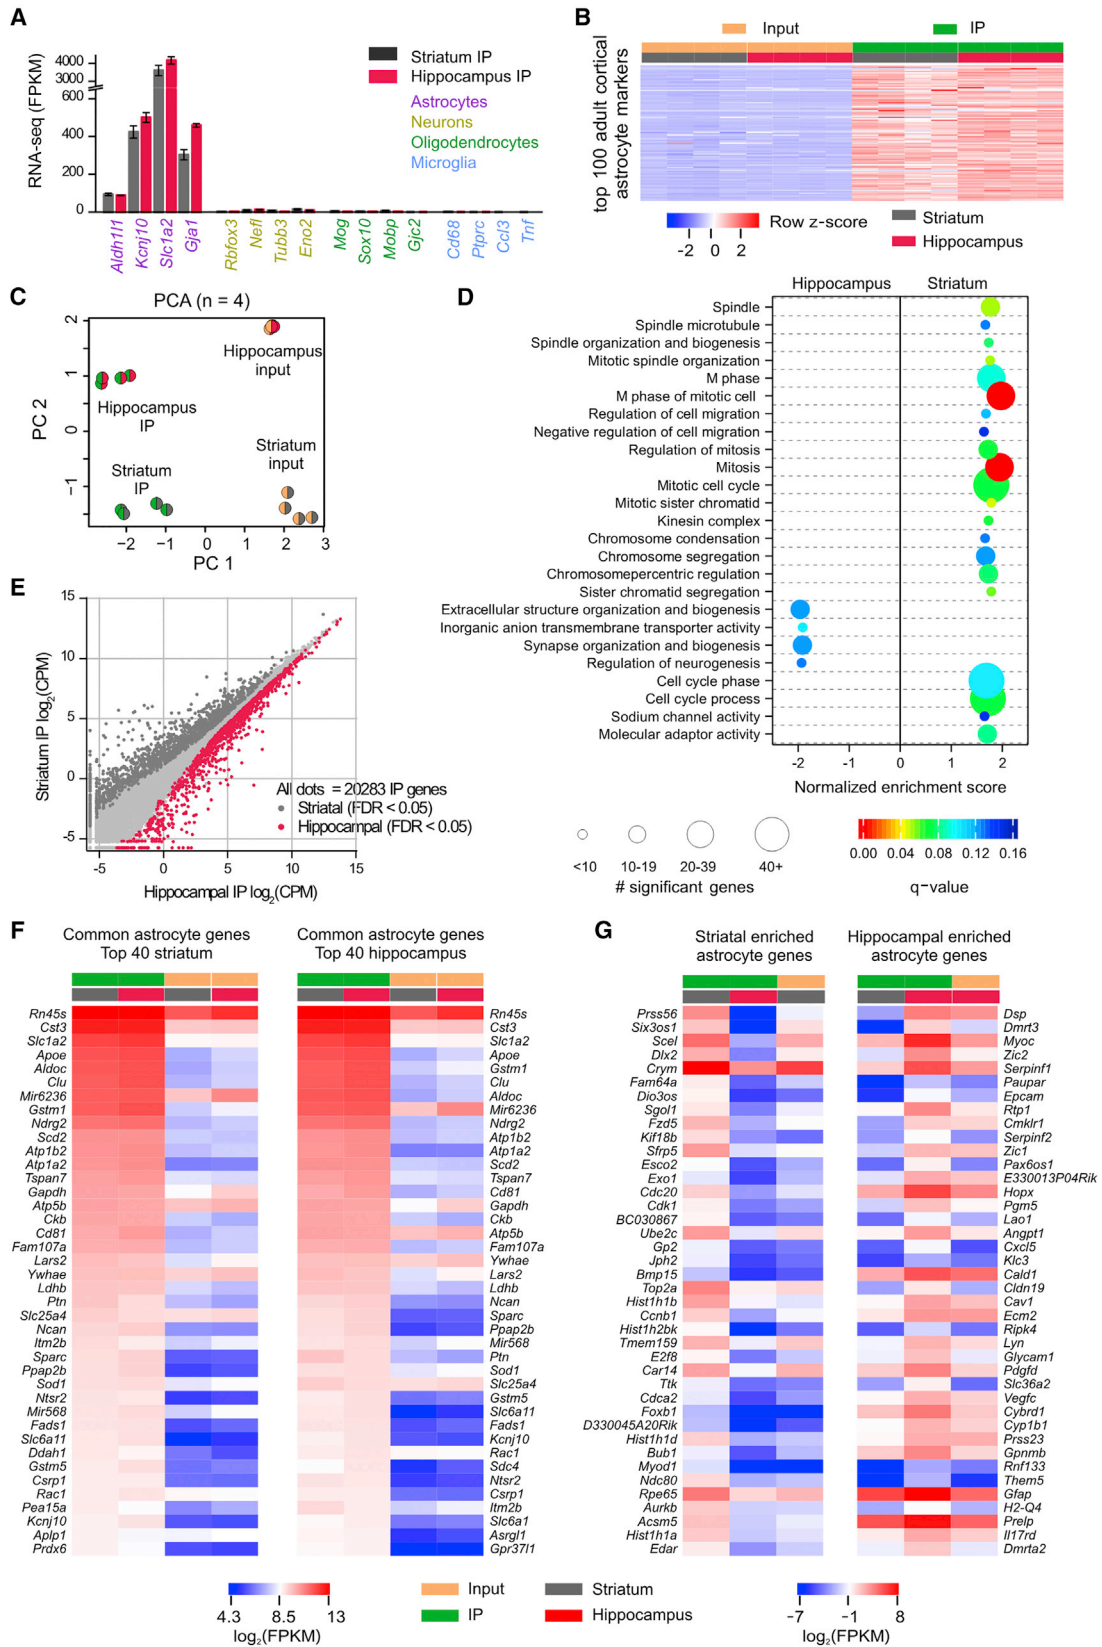 A
RNA-seq (FPKM)
4000
3000
600
400
200
0
Striatum IP
Hippocampus IP
Astrocytes
Neurons
Oligodendrocytes
Microglia
Aldh1l1
Kcnj10
Slc1a2
Gja1
Rbfox3
Nefl
Tubb3
Eno2
Mog
Sox10
Mobp
Gjc2
Cd68
Ptprc
Ccl3
Tnf
B
Input
IP
top 100 adult cortical
astrocyte markers
−2 0 2
Row z-score
Striatum
Hippocampus
C
PCA (n = 4)
PC 2
2
1
0
−1
Hippocampus
input
Hippocampus
IP
Striatum
IP
Striatum
input
−2 −1 0 1 2 3
PC 1
D
Hippocampus
Striatum
Spindle
Spindle microtubule
Spindle organization and biogenesis
Mitotic spindle organization
M phase
M phase of mitotic cell
Regulation of cell migration
Negative regulation of cell migration
Regulation of mitosis
Mitosis
Mitotic cell cycle
Mitotic sister chromatid
Kinesin complex
Chromosome condensation
Chromosome segregation
Chromosomepercentric regulation
Sister chromatid segregation
Extracellular structure organization and biogenesis
Inorganic anion transmembrane transporter activity
Synapse organization and biogenesis
Regulation of neurogenesis
Cell cycle phase
Cell cycle process
Sodium channel activity
Molecular adaptor activity
-2 -1 0 1 2
Normalized enrichment score
<10 10-19 20-39 40+
# significant genes
0.00 0.04 0.08 0.12 0.16
q-value
E
Striatum IP log2(CPM)
15
10
5
0
-5
All dots = 20283 IP genes
Striatal (FDR < 0.05)
Hippocampal (FDR < 0.05)
-5 0 5 10 15
Hippocampal IP log2(CPM)
F
Common astrocyte genes
Top 40 striatum
Rn45s
Cst3
Slc1a2
Apoe
Aldoc
Clu
Mir6236
Gstm1
Ndrg2
Scd2
Atp1b2
Atp1a2
Tspan7
Gapdh
Atp5b
Ckb
Cd81
Fam107a
Lars2
Ywhae
Ldhb
Ptn
Slc25a4
Ncan
Itm2b
Sparc
Ppap2b
Sod1
Ntsr2
Mir568
Fads1
Slc6a11
Ddah1
Gstm5
Csrp1
Rac1
Pea15a
Kcnj10
Aplp1
Prdx6
Common astrocyte genes
Top 40 hippocampus
Rn45s
Cst3
Slc1a2
Apoe
Gstm1
Clu
Aldoc
Mir6236
Ndrg2
Atp1b2
Atp1a2
Scd2
Tspan7
Cd81
Gapdh
Ckb
Atp5b
Fam107a
Ywhae
Lars2
Ldhb
Ncan
Sparc
Ppap2b
Mir568
Ptn
Sod1
Slc25a4
Gstm5
Slc6a11
Fads1
Kcnj10
Rac1
Sdc4
Ntsr2
Csrp1
Itm2b
Slc6a1
Asrgl1
Gpr37l1
4.3 8.5 13
log2(FPKM)
Input
IP
Striatum
Hippocampus
G
Striatal enriched
astrocyte genes
Prss56
Six3os1
Scel
Dlx2
Crym
Fam64a
Dio3os
Sgol1
Fzd5
Kif18b
Sfrp5
Esco2
Exo1
Cdc20
Cdk1
BC030867
Ube2c
Gp2
Jph2
Bmp15
Top2a
Hist1h1b
Ccnb1
Hist1h2bk
Tmem159
E2f8
Car14
Ttk
Cdca2
Foxb1
D330045A20Rik
Hist1h1d
Bub1
Myod1
Ndc80
Rpe65
Aurkb
Acsm5
Hist1h1a
Edar
Hippocampal enriched
astrocyte genes
Dsp
Dmrt3
Myoc
Zic2
Serpinf1
Paupar
Epcam
Rtp1
Cmklr1
Serpinf2
Zic1
Pax6os1
E330013P04Rik
Hopx
Pgm5
Lao1
Angpt1
Cxcl5
Klc3
Cald1
Cldn19
Cav1
Ecm2
Ripk4
Lyn
Glycam1
Pdgfd
Slc36a2
Vegfc
Cybrd1
Cyp1b1
Prss23
Gpnmb
Rnf133
Them5
Gfap
H2-Q4
Prelp
Il17rd
Dmrta2
-7 -1 8
log2(FPKM)